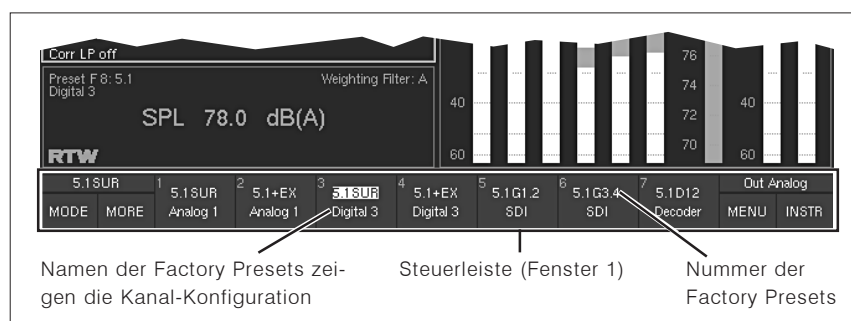 Corr LP off
Preset F 8: 5.1 Weighting Filter: A
Digital 3
SPL 78.0 dB(A)
RTW
40
60
76
74
72
70
40
60
5.1SUR
MODE MORE
1 5.1SUR
Analog 1
2 5.1+EX
Analog 1
3 5.1SUR
Digital 3
4 5.1+EX
Digital 3
5 5.1G1.2
SDI
6 5.1G3.4
SDI
7 5.1D12
Decoder
Out Analog
MENU INSTR
Namen der Factory Presets zei-
gen die Kanal-Konfiguration
Steuerleiste (Fenster 1)
Nummer der
Factory Presets